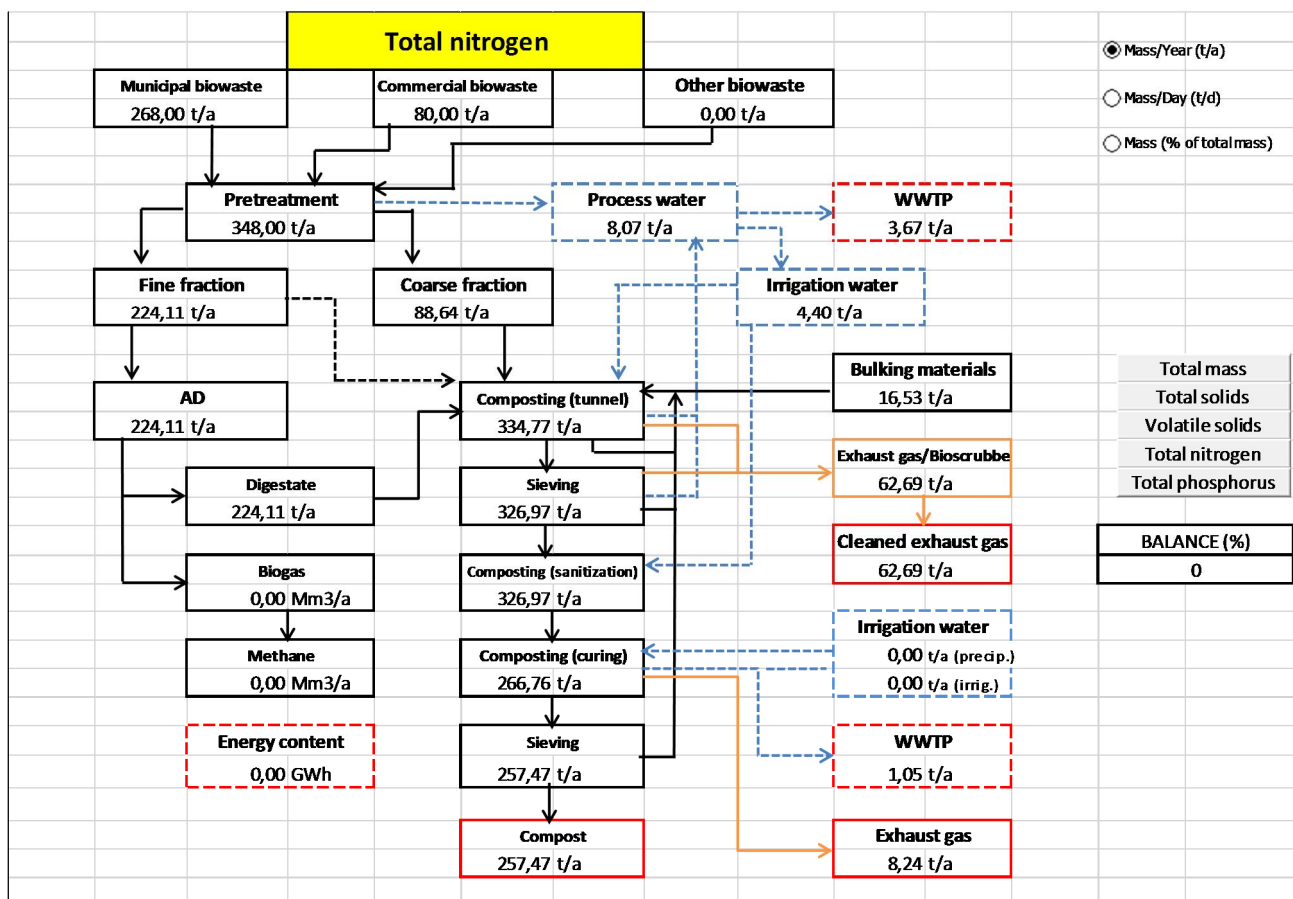 Total nitrogen
Mass/Year (t/a)
Mass/Day (t/d)
Mass (% of total mass)
Municipal biowaste
268,00 t/a
Commercial biowaste
80,00 t/a
Other biowaste
0,00 t/a
Pretreatment
348,00 t/a
Process water
8,07 t/a
WWTP
3,67 t/a
Fine fraction
224,11 t/a
Coarse fraction
88,64 t/a
Irrigation water
4,40 t/a
Bulking materials
16,53 t/a
AD
224,11 t/a
Composting (tunnel)
334,77 t/a
Exhaust gas/Bioscrubbe
62,69 t/a
Digestate
224,11 t/a
Sieving
326,97 t/a
Cleaned exhaust gas
62,69 t/a
Biogas
0,00 Mm3/a
Composting (sanitization)
326,97 t/a
Irrigation water
0,00 t/a (precip.)
0,00 t/a (irrig.)
Methane
0,00 Mm3/a
Composting (curing)
266,76 t/a
Energy content
0,00 GWh
Sieving
257,47 t/a
WWTP
1,05 t/a
Compost
257,47 t/a
Exhaust gas
8,24 t/a
Total mass
Total solids
Volatile solids
Total nitrogen
Total phosphorus
BALANCE (%)
0